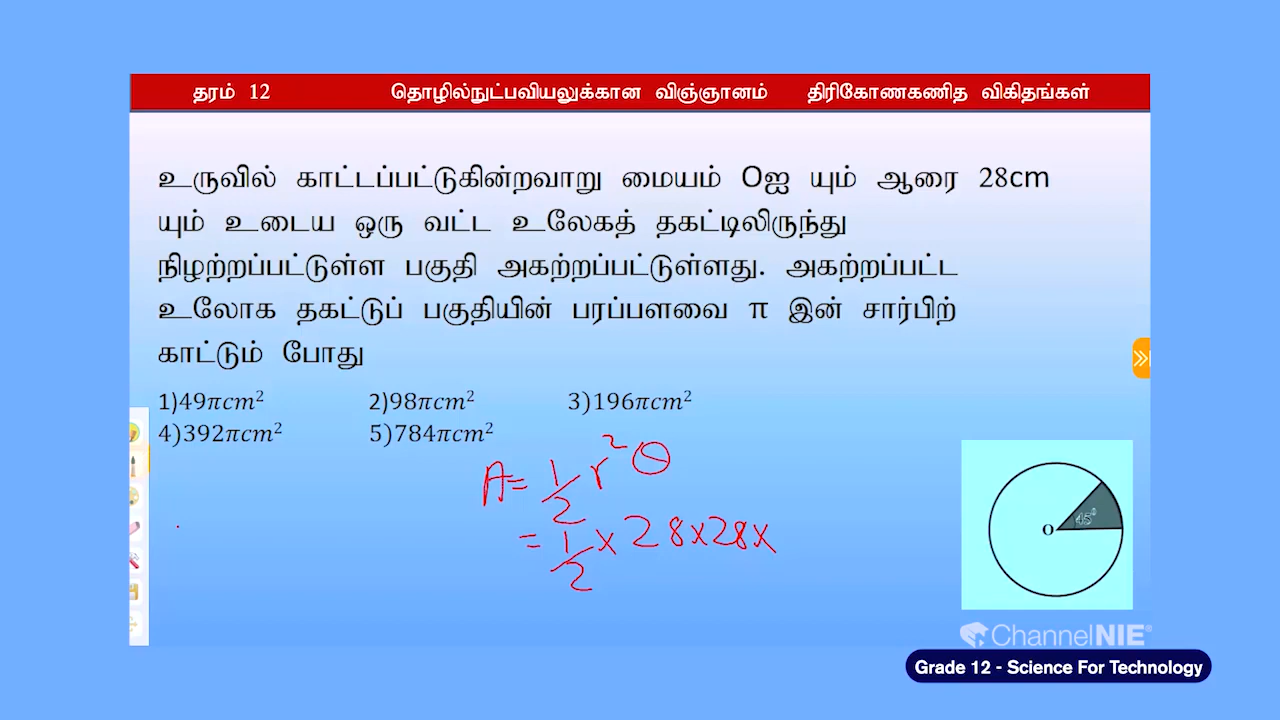 தரம் 12 தொழில்நுட்பவியலுக்கான விஞ்ஞானம் திரிகோணகணித விகிதங்கள்
உருவில் காட்டப்பட்டுகின்றவாறு மையம் Oஐ யும் ஆரை 28cm
யும் உடைய ஒரு வட்ட உலேகத் தகட்டிலிருந்து
நிழற்றப்பட்டுள்ள பகுதி அகற்றப்பட்டுள்ளது. அகற்றப்பட்ட
உலோக தகட்டுப் பகுதியின் பரப்பளவை π இன் சார்பிற்
காட்டும் போது
1)49πcm² 2)98πcm² 3)196πcm²
4)392πcm² 5)784πcm²
A= 1/2 r² θ
= 1/2 x 28x28x
45°
O
ChannelNIE®
Grade 12 - Science For Technology